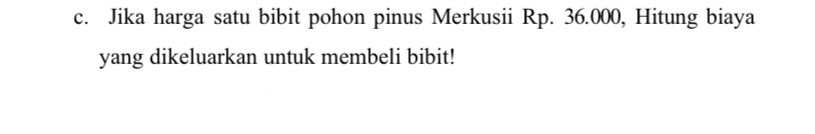 c. Jika harga satu bibit pohon pinus Merkusii Rp. 36.000, Hitung biaya
yang dikeluarkan untuk membeli bibit!